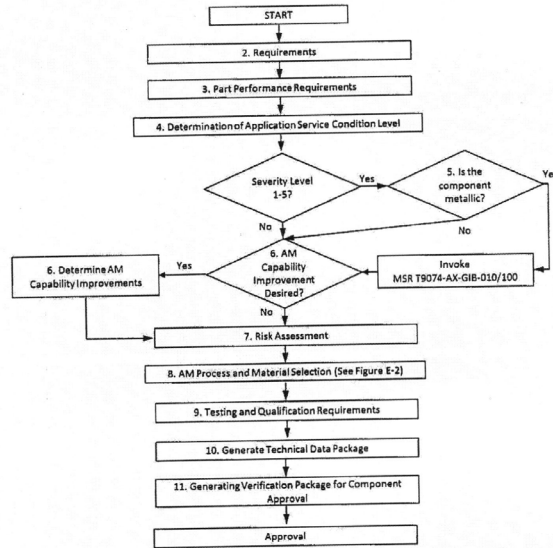 START
2. Requirements
3. Part Performance Requirements
4. Determination of Application Service Condition Level
Severity Level
1-5?
Yes
5. Is the
component
metallic?
Ye
No
No
6. Determine AM
Capability Improvements
Yes
6. AM
Capability
Improvement
Desired?
Invoke
MSR T9074-AX-GIB-010/100
No
7. Risk Assessment
8. AM Process and Material Selection (See Figure E-2)
9. Testing and Qualification Requirements
10. Generate Technical Data Package
11. Generating Verification Package for Component
Approval
Approval